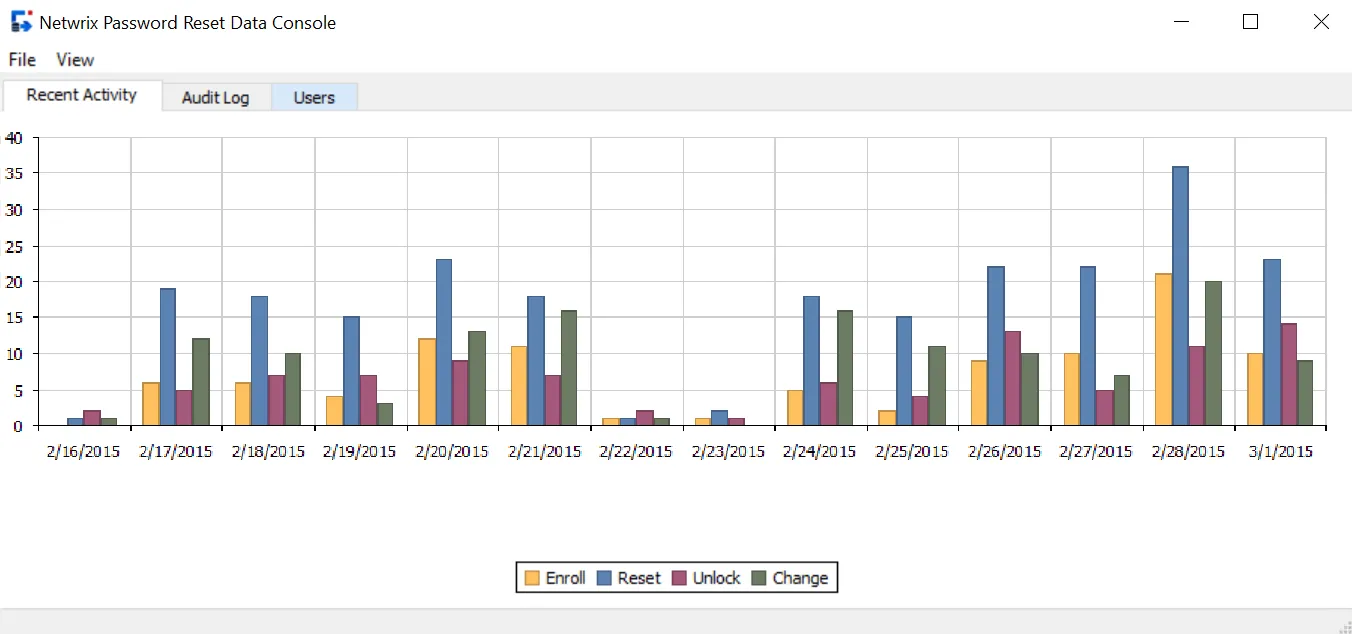 Netwrix Password Reset Data Console
File View
Recent Activity Audit Log Users
40
35
30
25
20
15
10
5
0
2/16/2015 2/17/2015 2/18/2015 2/19/2015 2/20/2015 2/21/2015 2/22/2015 2/23/2015 2/24/2015 2/25/2015 2/26/2015 2/27/2015 2/28/2015 3/1/2015
Enroll Reset Unlock Change